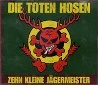 DIE TOTEN HOSEN
ZEHN KLEINE JÄGERMEISTER